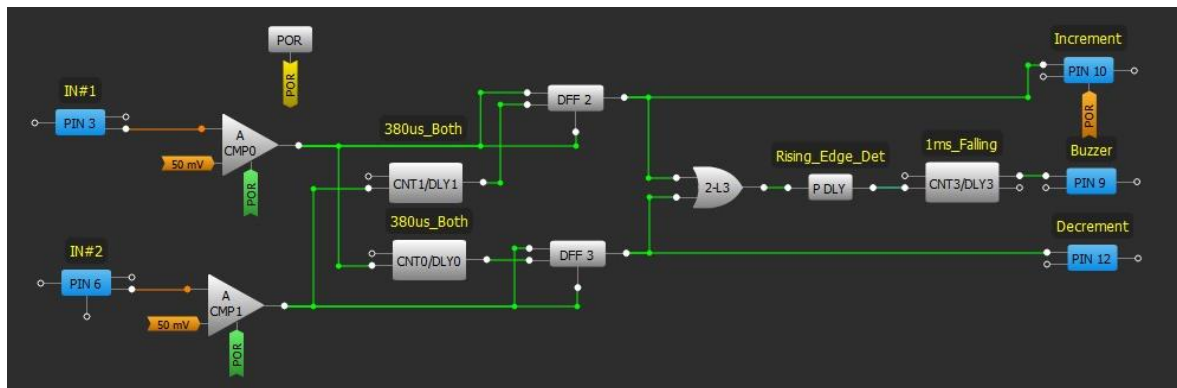 POR
POR
Increment
PIN 10
IN#1
PIN 3
A
CMP0
50 mV
POR
380us_Both
DFF 2
POR
CNT1/DLY1
Rising_Edge_Det
1ms_Falling
Buzzer
2-L3
P DLY
CNT3/DLY3
PIN 9
380us_Both
Decrement
IN#2
CNT0/DLY0
DFF 3
PIN 12
PIN 6
A
CMP1
50 mV
POR